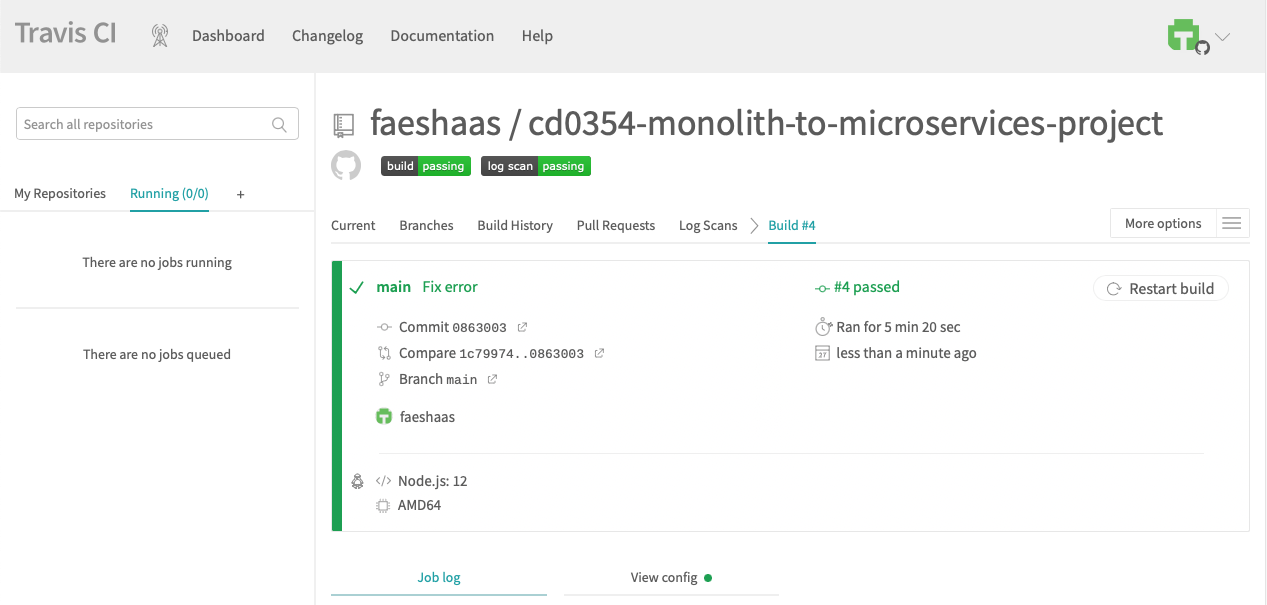 Travis CI
Dashboard Changelog Documentation Help
Search all repositories
My Repositories Running (0/0) +
There are no jobs running
There are no jobs queued
faeshaas / cd0354-monolith-to-microservices-project
build passing log scan passing
Current Branches Build History Pull Requests Log Scans Build #4
More options
main Fix error
#4 passed
Restart build
Commit 0863003
Ran for 5 min 20 sec
Compare 1c79974..0863003
27 less than a minute ago
Branch main
faeshaas
</> Node.js: 12
AMD64
Job log
View config